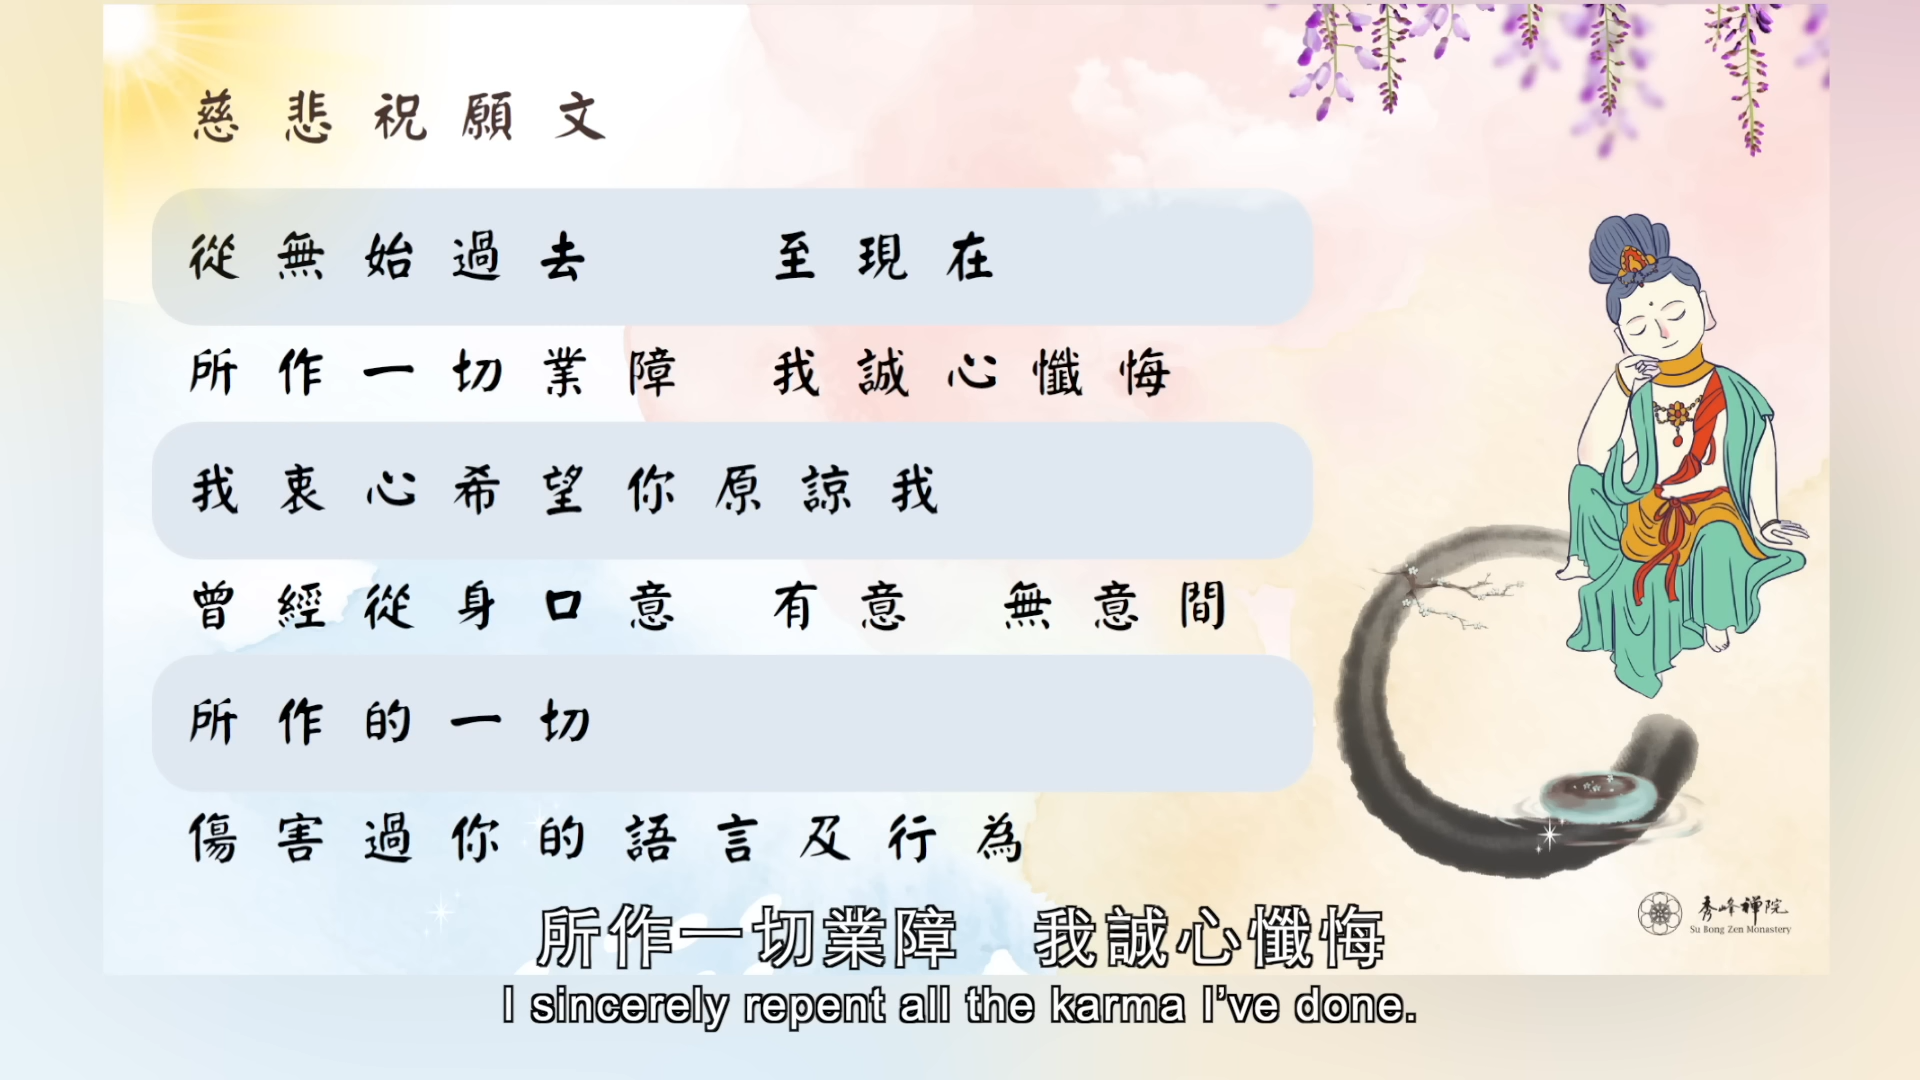 慈悲祝願文
從無始過去 至現在
所作一切業障 我誠心懺悔
我衷心希望你原諒我
曾經從身口意 有意 無意間
所作的一切
傷害過你的語言及行為
秀峰禪院
Su Bong Zen Monastery
所作一切業障 我誠心懺悔
I sincerely repent all the karma I've done.